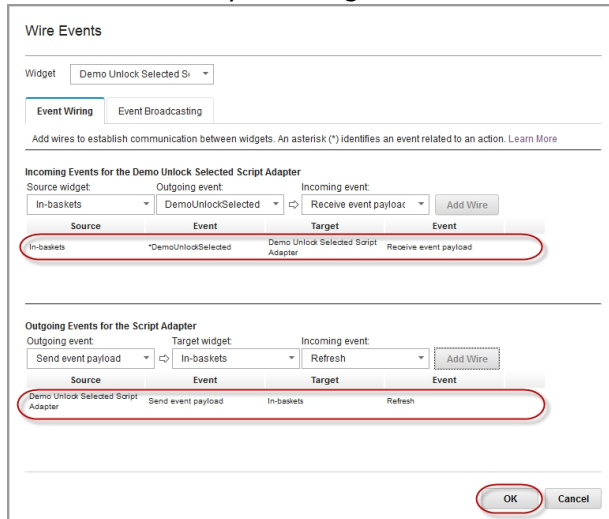 Wire Events
Widget Demo Unlock Selected
Event Wiring Event Broadcasting
Add wires to establish communication between widgets. An asterisk (*) identifies an event related to an action. Learn More
Incoming Events for the Demo Unlock Selected Script Adapter
Source widget: Outgoing event: Incoming event:
In-baskets DemoUnlockSelected ⇨ Receive event payloac Add Wire
Source Event Target Event
In-baskets *DemoUnlockSelected Demo Unlock Selected Script Receive event payload
Adapter
Outgoing Events for the Script Adapter
Outgoing event: Target widget: Incoming event:
Send event payload ⇨ In-baskets Refresh Add Wire
Source Event Target Event
Demo Unlock Selected Script Send event payload In-baskets Refresh
Adapter
OK Cancel